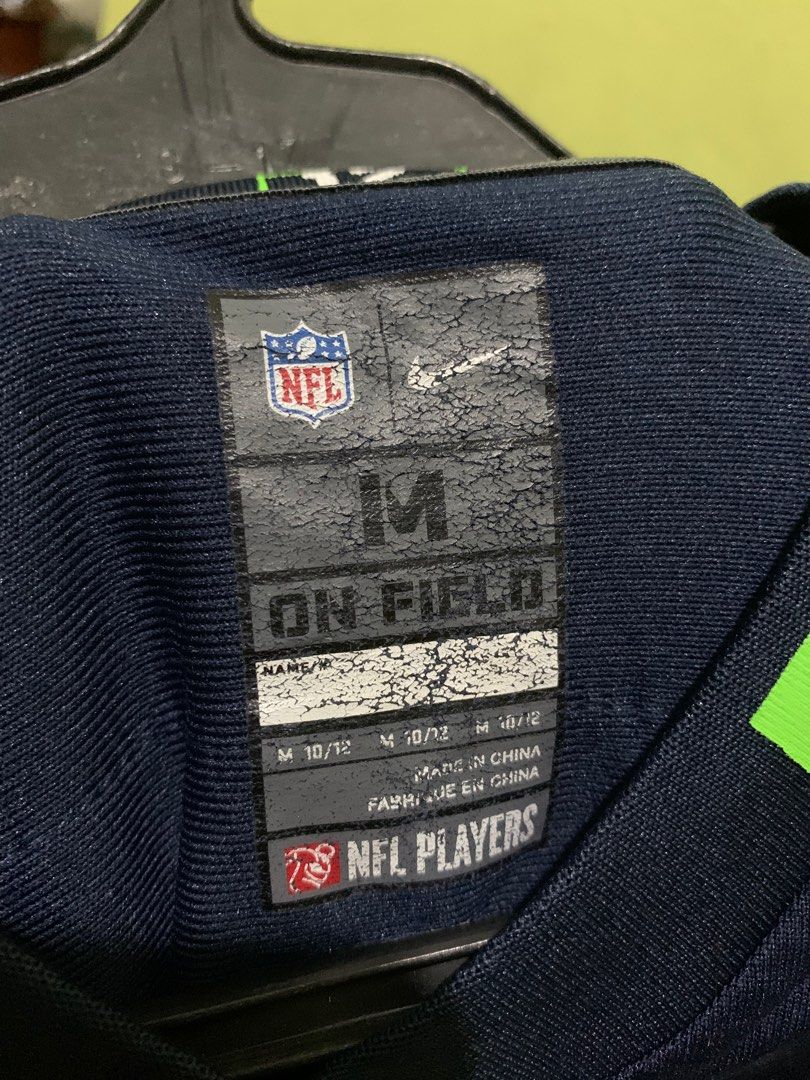 NFL
M
ON FIELD
NAME/#
M 10/12 M 10/12 M 10/12
MADE IN CHINA
FABRIQUE EN CHINA
NFL PLAYERS